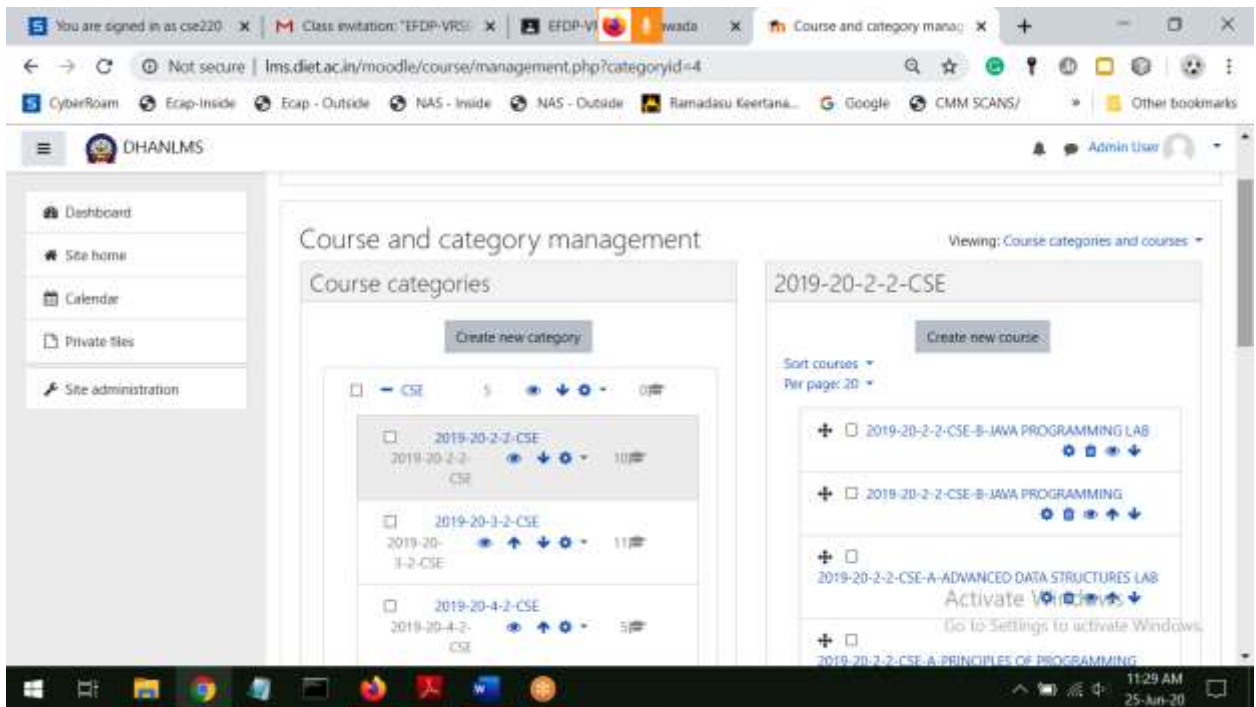 You are signed in as cse220
Class invitation: "EFDP-VRSE
EFDP-V
wada
Course and category manag
Not secure | lms.diet.ac.in/moodle/course/management.php?categoryid=4
CyberRoam
Ecap-Inside
Ecap - Outside
NAS - Inside
NAS - Outside
Ramadasu Keertana...
Google
CMM SCANS/
»
Other bookmarks
DHANLMS
Admin User
Dashboard
Site home
Calendar
Private files
Site administration
Course and category management
Viewing: Course categories and courses
Course categories
Create new category
CSE 5 0
2019-20-2-2-CSE
2019-20-2-2- 10
CSE
2019-20-3-2-CSE
2019-20- 11
3-2-CSE
2019-20-4-2-CSE
2019-20-4-2- 5
CSE
2019-20-2-2-CSE
Create new course
Sort courses
Per page: 20
2019-20-2-2-CSE-B-JAVA PROGRAMMING LAB
2019-20-2-2-CSE-B-JAVA PROGRAMMING
2019-20-2-2-CSE-A-ADVANCED DATA STRUCTURES LAB
2019-20-2-2-CSE-A-PRINCIPLES OF PROGRAMMING
Activate Windows
Go to Settings to activate Windows.
11:29 AM
25-Jun-20